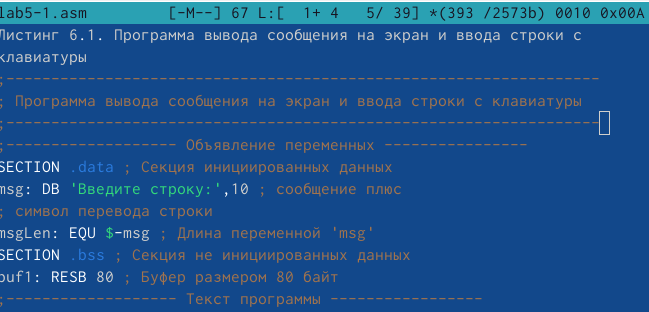 lab5-1.asm [-M--] 67 L:[ 1+ 4 5/ 39] *(393 /2573b) 0010 0x00A
Листинг 6.1. Программа вывода сообщения на экран и ввода строки с
клавиатуры
;-------------------------------------------------------------------
; Программа вывода сообщения на экран и ввода строки с клавиатуры
;-------------------------------------------------------------------
;------------------- Объявление переменных ----------------
SECTION .data ; Секция инициированных данных
msg: DB 'Введите строку:',10 ; сообщение плюс
; символ перевода строки
msgLen: EQU $-msg ; Длина переменной 'msg'
SECTION .bss ; Секция не инициированных данных
buf1: RESB 80 ; Буфер размером 80 байт
;------------------- Текст программы -----------------